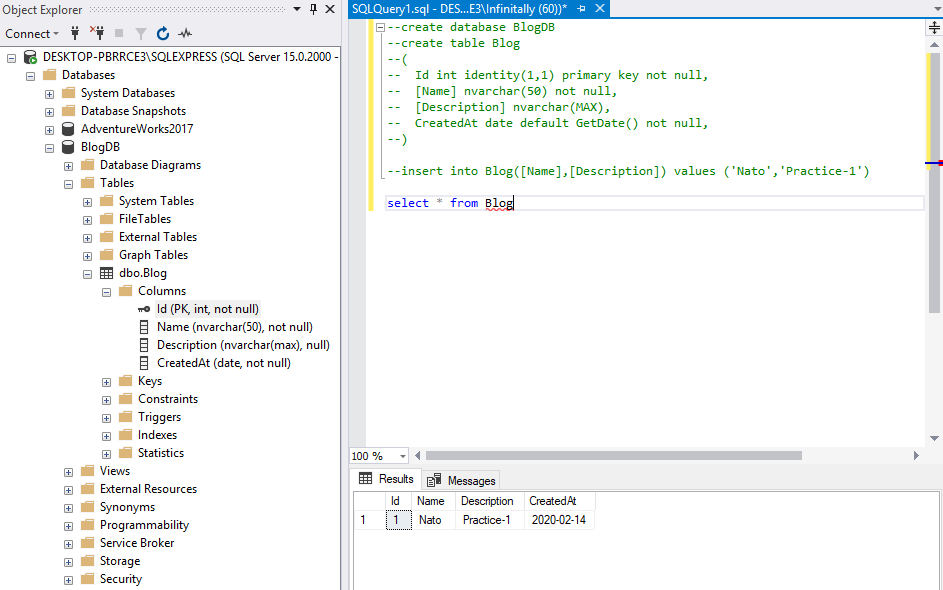 Object Explorer
Connect
DESKTOP-PBRRCE3\SQLEXPRESS (SQL Server 15.0.2000 -
Databases
System Databases
Database Snapshots
AdventureWorks2017
BlogDB
Database Diagrams
Tables
System Tables
FileTables
External Tables
Graph Tables
dbo.Blog
Columns
Id (PK, int, not null)
Name (nvarchar(50), not null)
Description (nvarchar(max), null)
CreatedAt (date, not null)
Keys
Constraints
Triggers
Indexes
Statistics
Views
External Resources
Synonyms
Programmability
Service Broker
Storage
Security
SQLQuery1.sql - DES...E3\Infinitally (60))*
--create database BlogDB
--create table Blog
--(
--  Id int identity(1,1) primary key not null,
--  [Name] nvarchar(50) not null,
--  [Description] nvarchar(MAX),
--  CreatedAt date default GetDate() not null,
--)
--insert into Blog([Name],[Description]) values ('Nato','Practice-1')
select * from Blog
100 %
Results Messages
Id Name Description CreatedAt
1 1 Nato Practice-1 2020-02-14